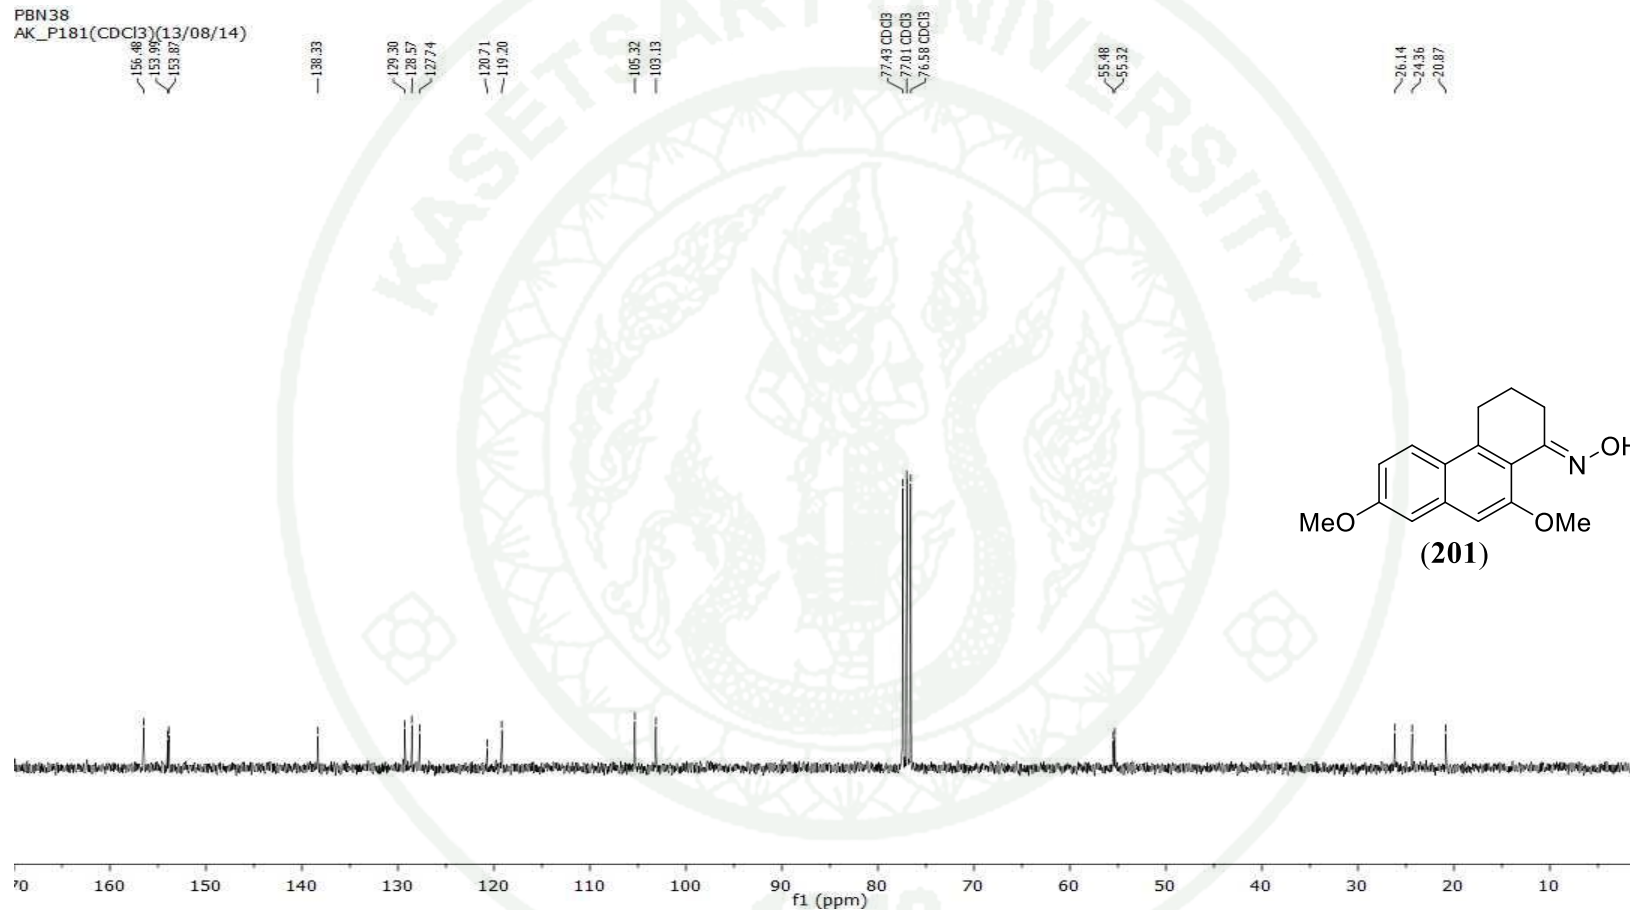 PBN38
AK_P181(CDCl3)(13/08/14)
156.48
153.99
153.87
138.33
129.30
128.57
127.74
120.71
119.20
105.32
103.13
77.43 CDCl3
77.01 CDCl3
76.58 CDCl3
55.48
55.32
26.14
24.36
20.87
KASETSART UNIVERSITY
OH
N
MeO
OMe
(201)
70 160 150 140 130 120 110 100 90 80 70 60 50 40 30 20 10
f1 (ppm)